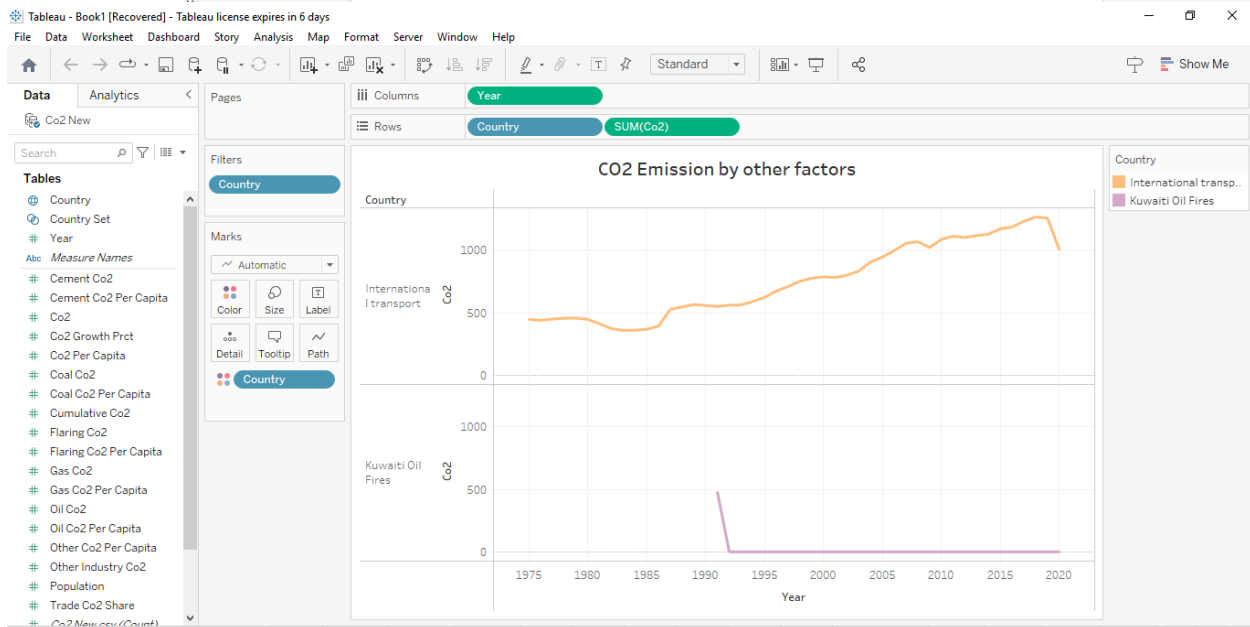 Tableau - Book1 [Recovered] - Tableau license expires in 6 days
File Data Worksheet Dashboard Story Analysis Map Format Server Window Help
Standard
Show Me
Data Analytics
Co2 New
Search
Tables
Country
Country Set
Year
Abc Measure Names
Cement Co2
Cement Co2 Per Capita
Co2
Co2 Growth Prct
Co2 Per Capita
Coal Co2
Coal Co2 Per Capita
Cumulative Co2
Flaring Co2
Flaring Co2 Per Capita
Gas Co2
Gas Co2 Per Capita
Oil Co2
Oil Co2 Per Capita
Other Co2 Per Capita
Other Industry Co2
Population
Trade Co2 Share
Co2 New.csv (Count)
Pages
Filters
Country
Marks
Automatic
Color Size Label
Detail Tooltip Path
Country
Columns Year
Rows Country SUM(Co2)
CO2 Emission by other factors
Country
Internationa
l transport
Co2
1000
500
0
Kuwaiti Oil
Fires
Co2
1000
500
0
1975 1980 1985 1990 1995 2000 2005 2010 2015 2020
Year
Country
International transp..
Kuwaiti Oil Fires